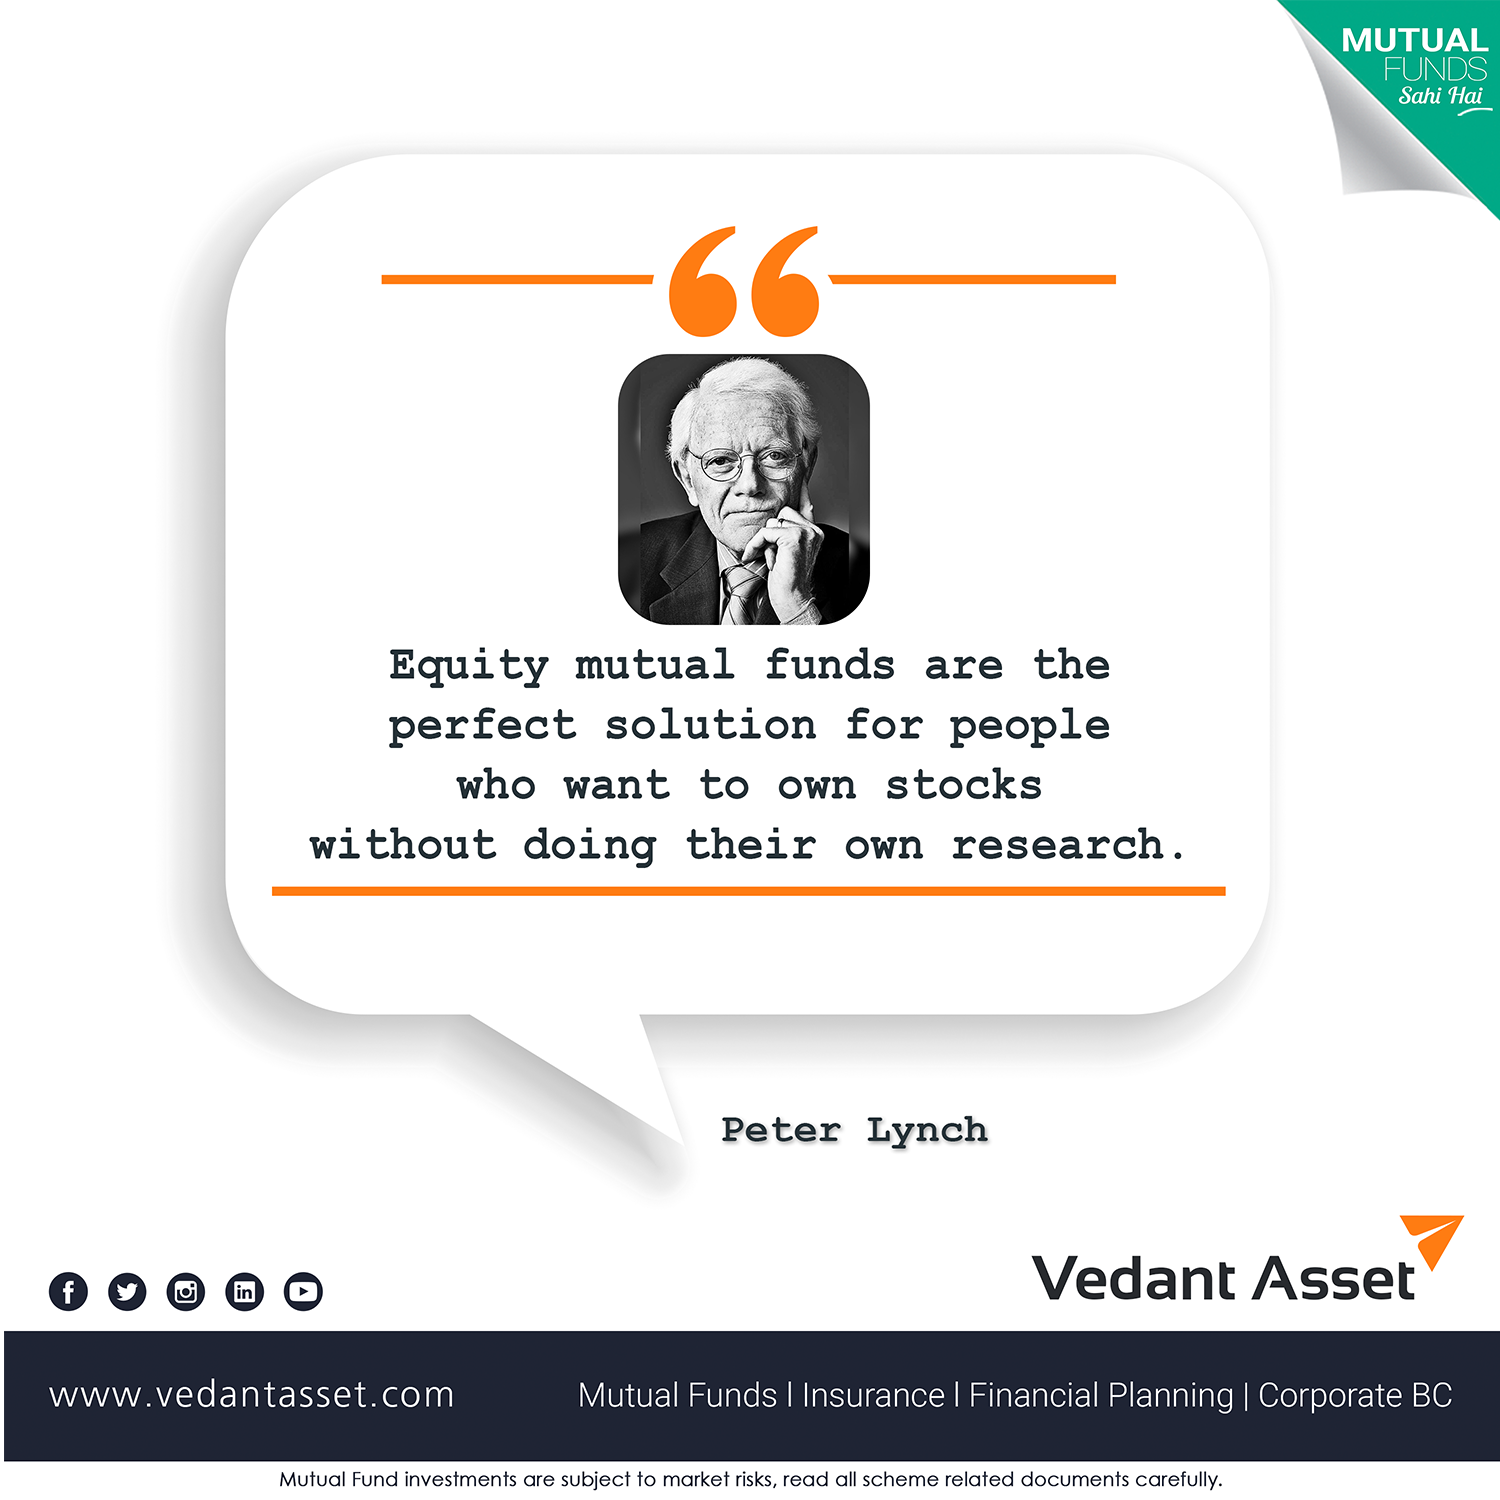 MUTUAL
FUNDS
Sahi Hai
Equity mutual funds are the
perfect solution for people
who want to own stocks
without doing their own research.
Peter Lynch
Vedant Asset
www.vedantasset.com
Mutual Funds l Insurance l Financial Planning | Corporate BC
Mutual Fund investments are subject to market risks, read all scheme related documents carefully.